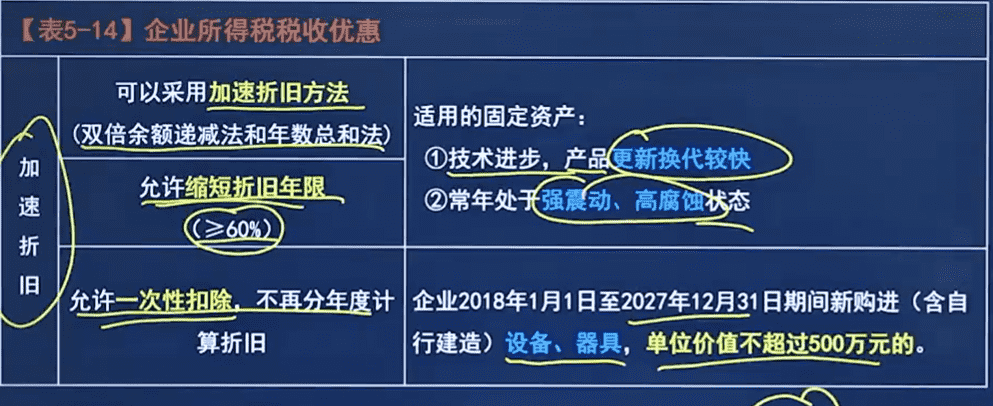 【表5-14】企业所得税税收优惠
加速折旧
可以采用加速折旧方法
(双倍余额递减法和年数总和法)
允许缩短折旧年限
(≥60%)
适用的固定资产：
①技术进步，产品更新换代较快
②常年处于强震动、高腐蚀状态
允许一次性扣除，不再分年度计
算折旧
企业2018年1月1日至2027年12月31日期间新购进（含自
行建造）设备、器具，单位价值不超过500万元的。